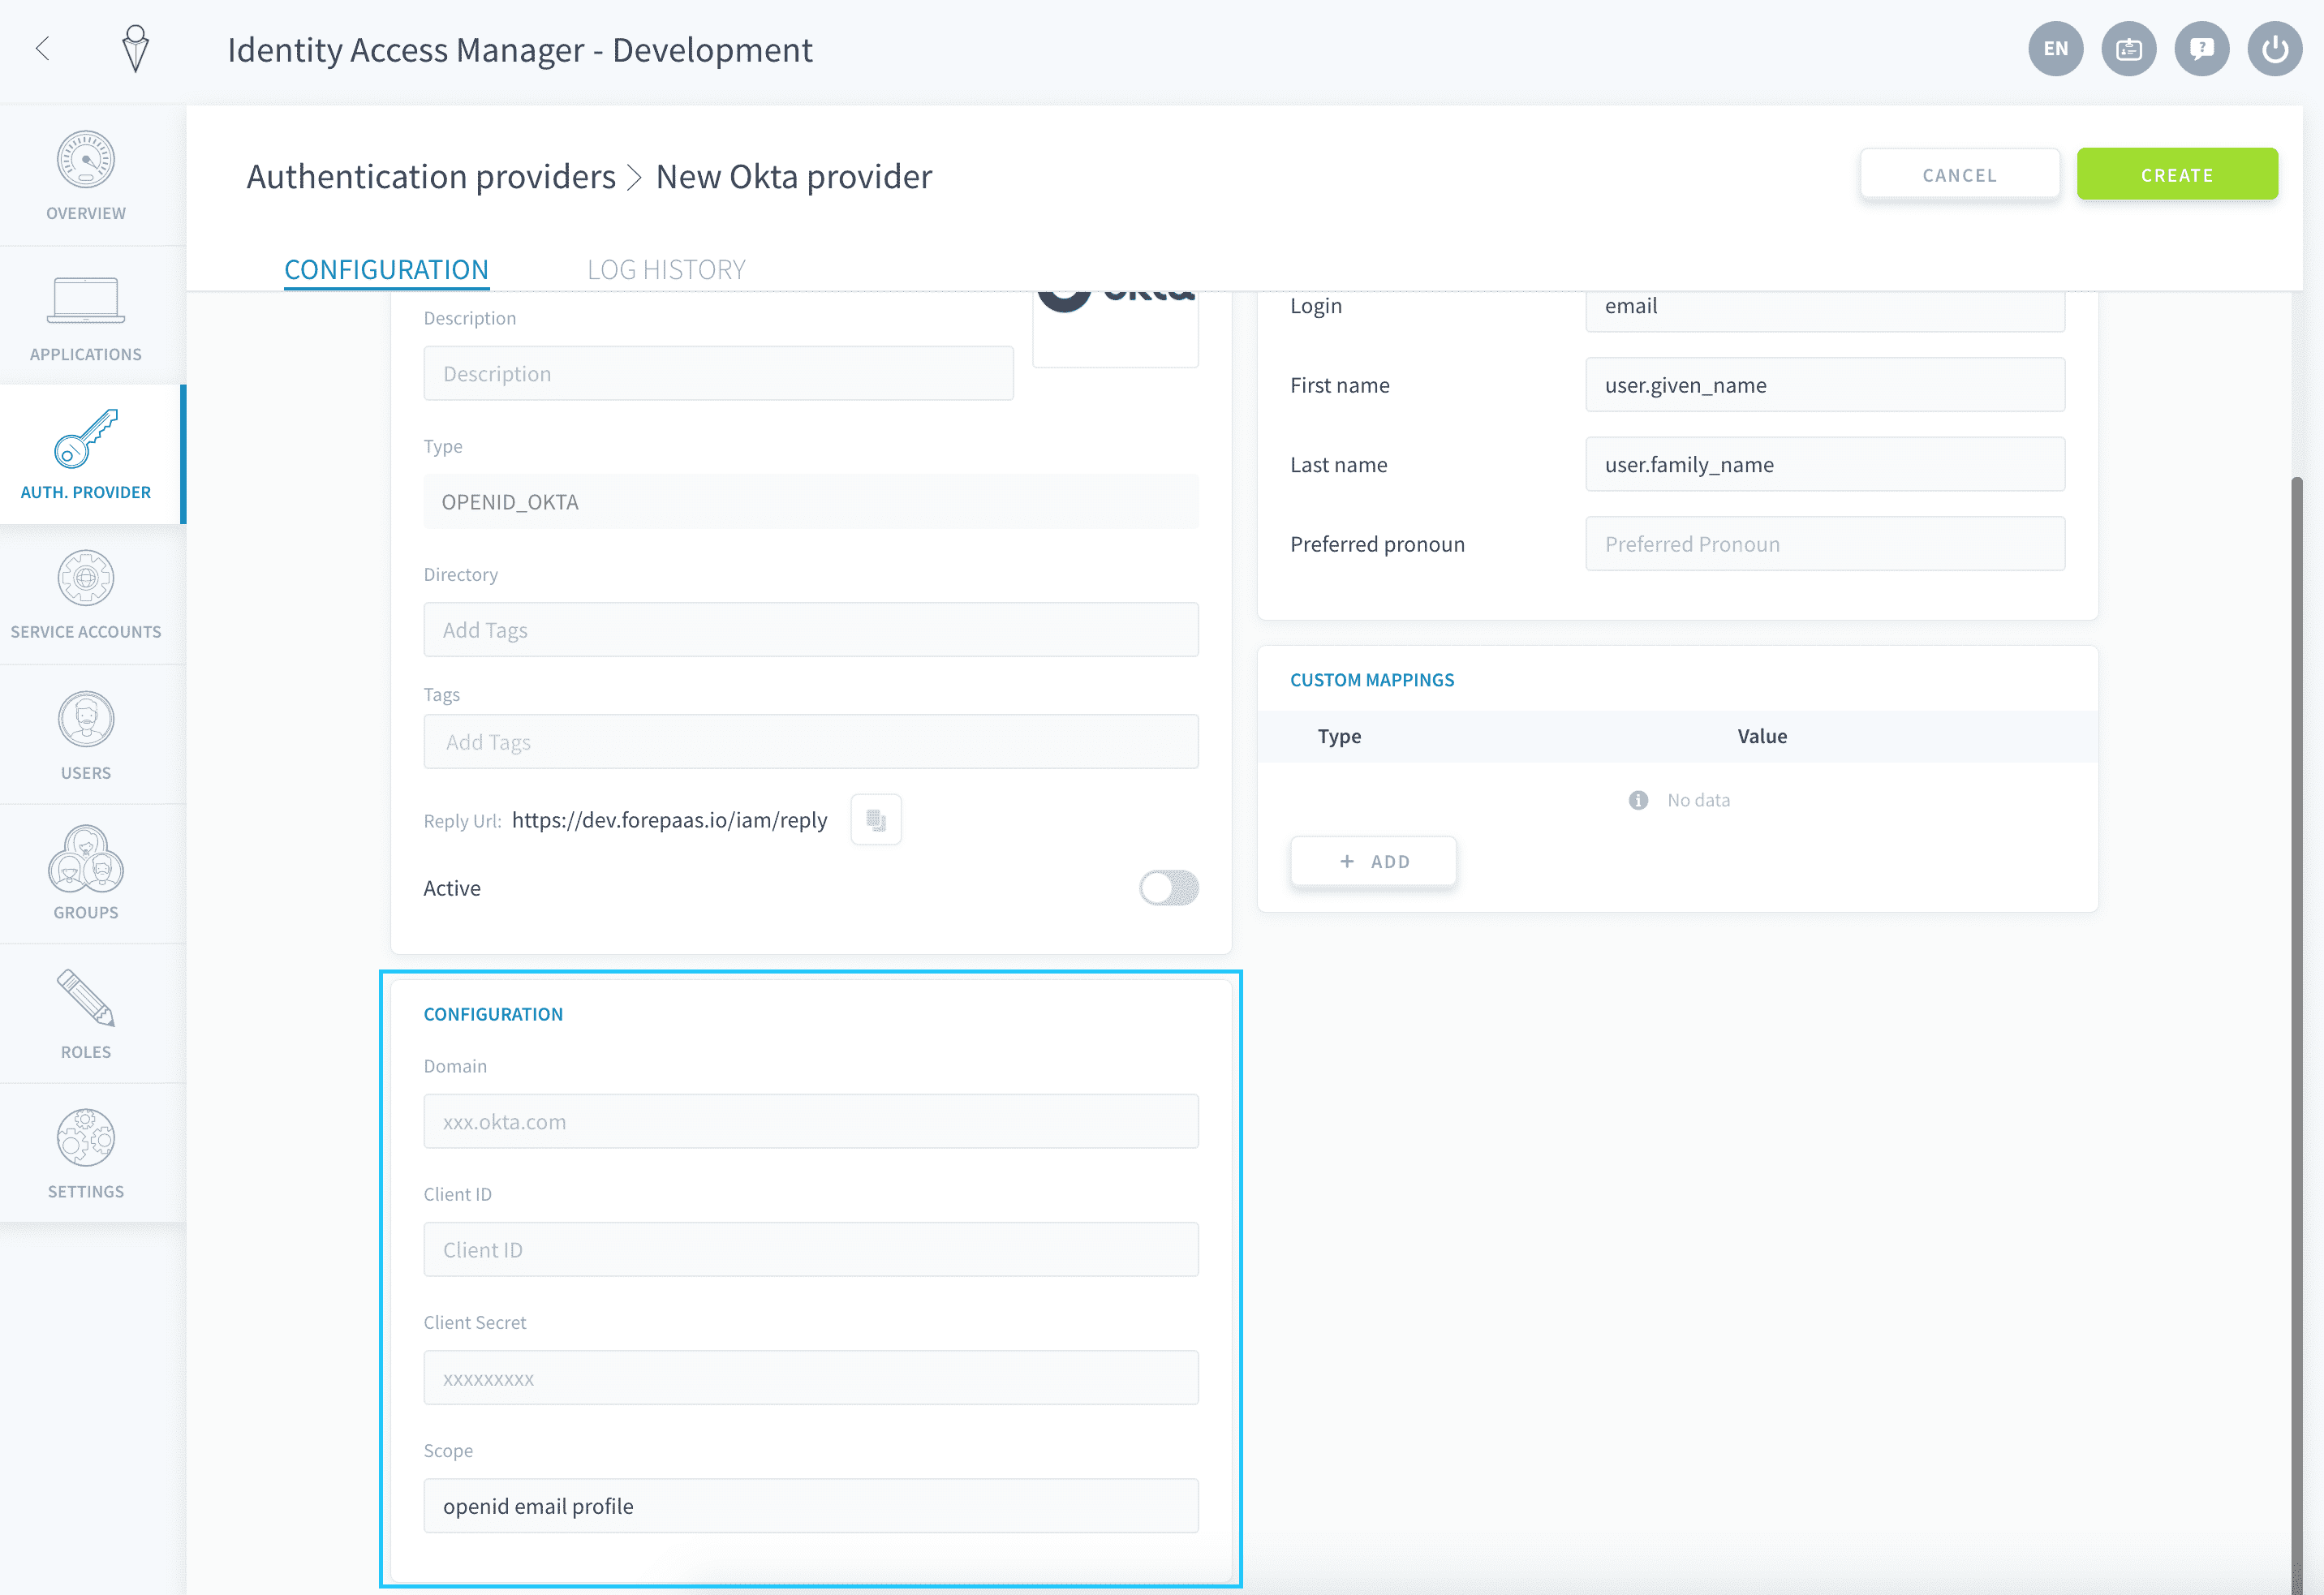 Identity Access Manager - Development
EN
OVERVIEW
APPLICATIONS
AUTH. PROVIDER
SERVICE ACCOUNTS
USERS
GROUPS
ROLES
SETTINGS
Authentication providers > New Okta provider
CANCEL
CREATE
CONFIGURATION
LOG HISTORY
okta
Description
Description
Type
OPENID_OKTA
Directory
Add Tags
Tags
Add Tags
Reply Url: https://dev.forepaas.io/iam/reply
Active
CONFIGURATION
Domain
xxx.okta.com
Client ID
Client ID
Client Secret
xxxxxxxxx
Scope
openid email profile
Login
email
First name
user.given_name
Last name
user.family_name
Preferred pronoun
Preferred Pronoun
CUSTOM MAPPINGS
Type
Value
No data
+ ADD